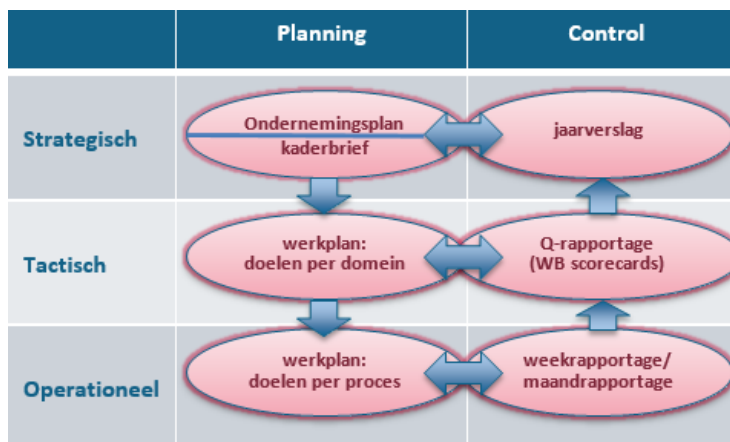 Planning
Control
Strategisch
Ondernemingsplan
kaderbrief
jaarverslag
Tactisch
werkplan:
doelen per domein
Q-rapportage
(WB scorecards)
Operationeel
werkplan:
doelen per proces
weekrapportage/
maandrapportage